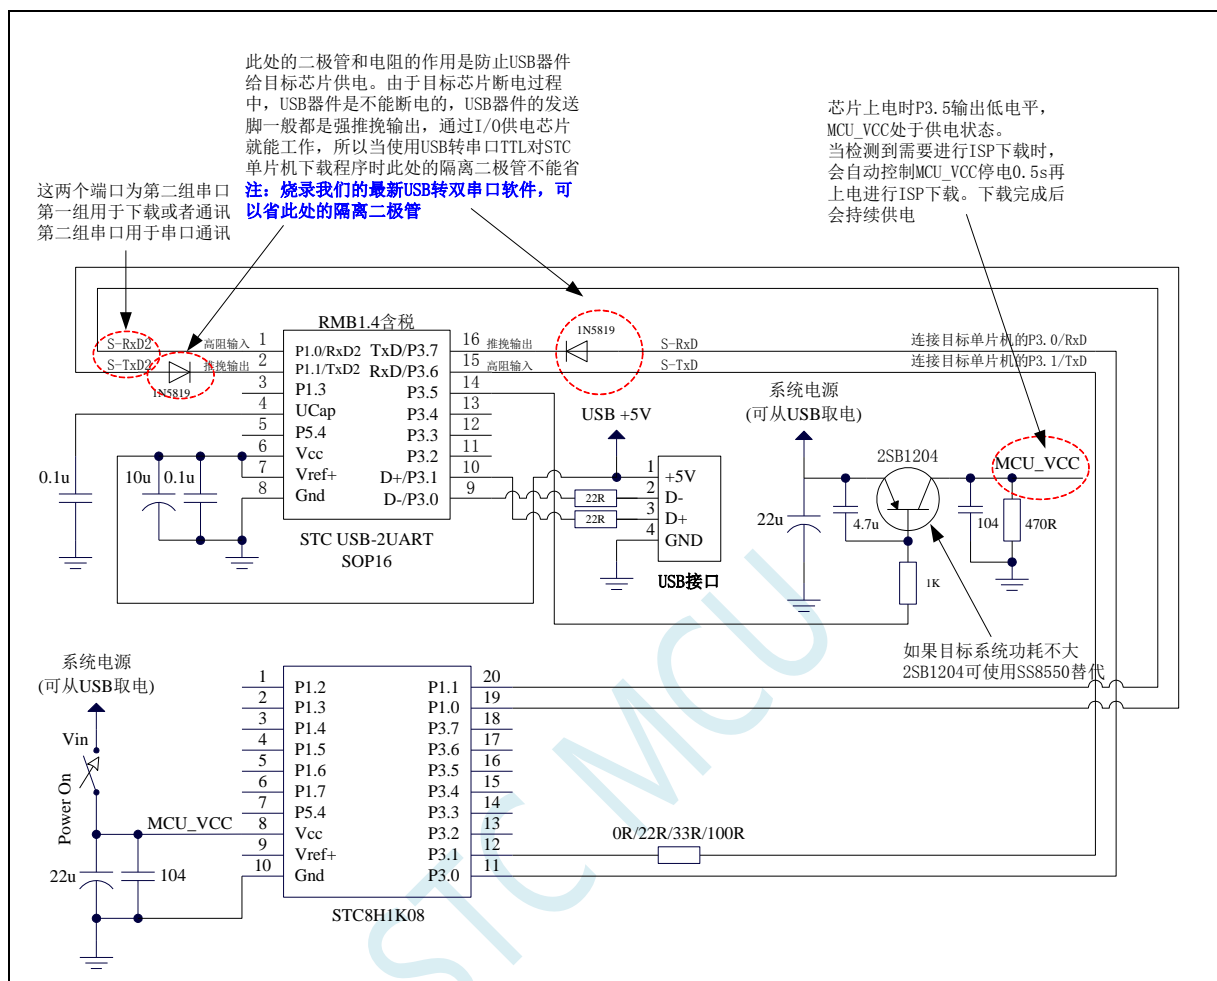 此处的二极管和电阻的作用是防止USB器件
给目标芯片供电。由于目标芯片断电过程
中，USB器件是不能断电的，USB器件的发送
脚一般都是强推挽输出，通过I/O供电芯片
就能工作，所以当使用USB转串口TTL对STC
单片机下载程序时此处的隔离二极管不能省
注：烧录我们的最新USB转双串口软件，可
以省此处的隔离二极管
这两个端口为第二组串口
第一组用于下载或者通讯
第二组串口用于串口通讯
芯片上电时P3.5输出低电平，
MCU_VCC处于供电状态。
当检测到需要进行ISP下载时，
会自动控制MCU_VCC停电0.5s再
上电进行ISP下载。下载完成后
会持续供电
RMB1.4含税
S-RxD2 高阻输入 1 P1.0/RxD2 TxD/P3.7 16 推挽输出 1N5819 S-RxD 连接目标单片机的P3.0/RxD
S-TxD2 1N5819 推挽输出 2 P1.1/TxD2 RxD/P3.6 15 高阻输入 S-TxD 连接目标单片机的P3.1/TxD
3 P1.3 P3.5 14
4 UCap P3.4 13
5 P5.4 P3.3 12
6 Vcc P3.2 11
7 Vref+ D+/P3.1 10
8 Gnd D-/P3.0 9
STC USB-2UART
SOP16
0.1u
10u
0.1u
USB +5V
22R
22R
1 +5V
2 D-
3 D+
4 GND
USB接口
系统电源
(可从USB取电)
2SB1204
MCU_VCC
22u
4.7u
104
470R
1K
如果目标系统功耗不大
2SB1204可使用SS8550替代
系统电源
(可从USB取电)
Vin
Power On
MCU_VCC
22u
104
1 P1.2 P1.1 20
2 P1.3 P1.0 19
3 P1.4 P3.7 18
4 P1.5 P3.6 17
5 P1.6 P3.5 16
6 P1.7 P3.4 15
7 P5.4 P3.3 14
8 Vcc P3.2 13
9 Vref+ P3.1 12
10 Gnd P3.0 11
STC8H1K08
0R/22R/33R/100R
STC MCU